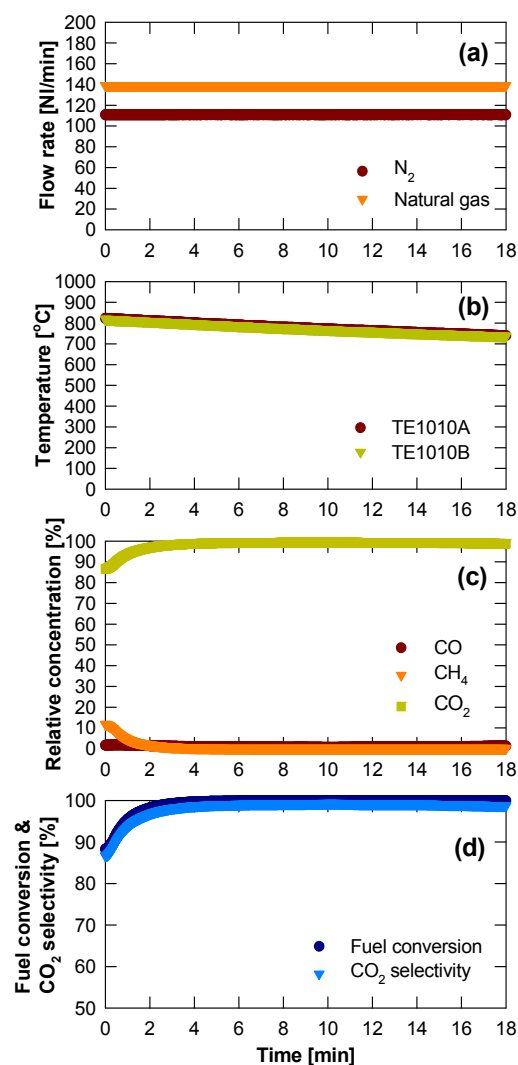 200
180
160
140
120
100
80
60
40
20
0
Flow rate [Nl/min]
(a)
N₂
Natural gas
0 2 4 6 8 10 12 14 16 18
1000
900
800
700
600
500
400
300
200
100
0
Temperature [°C]
(b)
TE1010A
TE1010B
0 2 4 6 8 10 12 14 16 18
100
90
80
70
60
50
40
30
20
10
0
Relative concentration [%]
(c)
CO
CH₄
CO₂
0 2 4 6 8 10 12 14 16 18
100
90
80
70
60
50
Fuel conversion &
CO₂ selectivity [%]
(d)
Fuel conversion
CO₂ selectivity
0 2 4 6 8 10 12 14 16 18
Time [min]